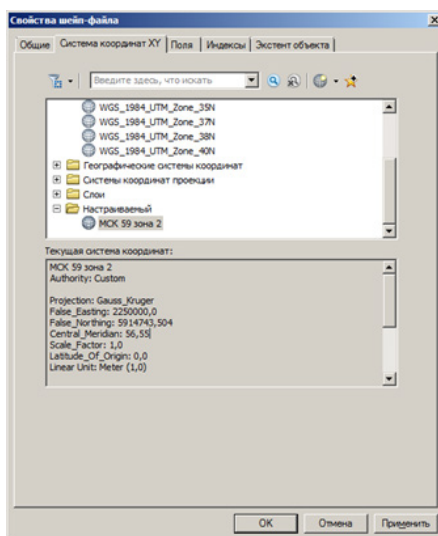 Свойства шейп-файла
Общие Система координат XY Поля Индексы Экстент объекта
Введите здесь, что искать
WGS_1984_UTM_Zone_35N
WGS_1984_UTM_Zone_37N
WGS_1984_UTM_Zone_38N
WGS_1984_UTM_Zone_40N
Географические системы координат
Системы координат проекции
Слои
Настраиваемый
МСК 59 зона 2
Текущая система координат:
МСК 59 зона 2
Authority: Custom
Projection: Gauss_Kruger
False_Easting: 2250000,0
False_Northing: 5914743,504
Central_Meridian: 56,55
Scale_Factor: 1,0
Latitude_Of_Origin: 0,0
Linear Unit: Meter (1,0)
OK Отмена Применить